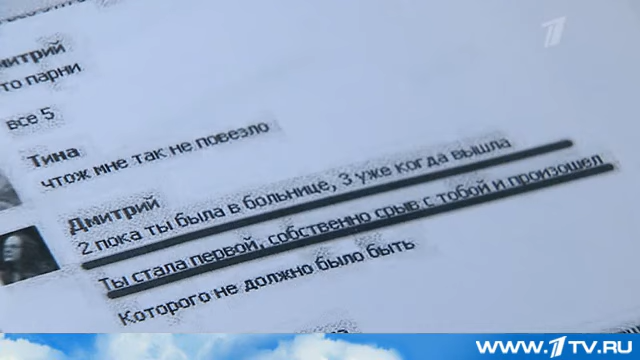 митрий
то парни
все 5
Тина
чтож мне так не повезло
Дмитрий
2 пока ты была в больнице, 3 уже когда вышла
Ты стала первой, собственно срыв с тобой и произошел
Которого не должно было быть
www.1TV.RU